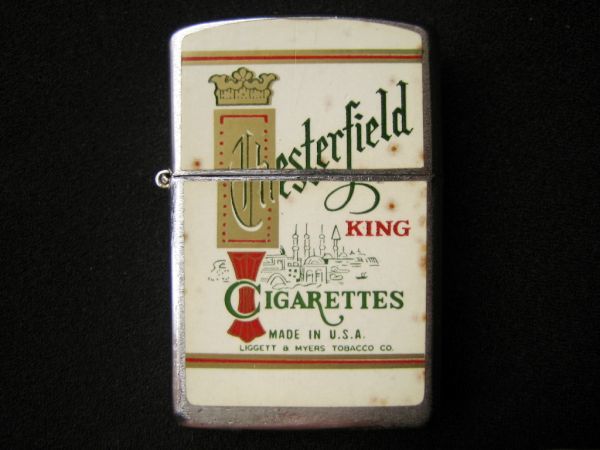 Chesterfield
KING
CIGARETTES
MADE IN U.S.A.
LIGGETT & MYERS TOBACCO CO.